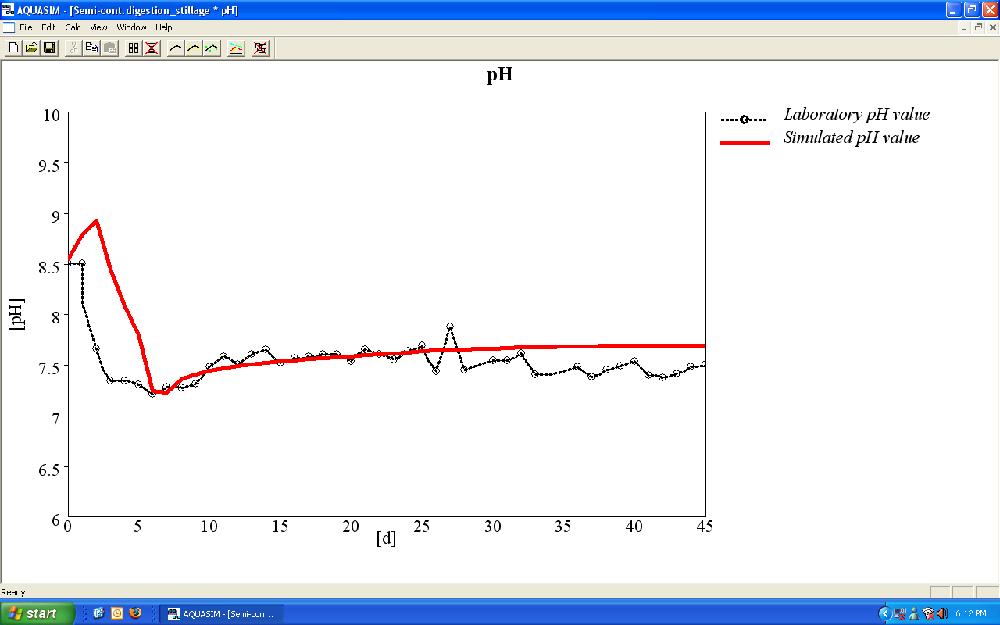 AQUASIM - [Semi-cont. digestion_stillage * pH]
File Edit Calc View Window Help
pH
Laboratory pH value
Simulated pH value
10
9.5
9
8.5
8
7.5
7
6.5
6
[pH]
0 5 10 15 20 25 30 35 40 45
[d]
Ready
start
AQUASIM - [Semi-con...
6:12 PM